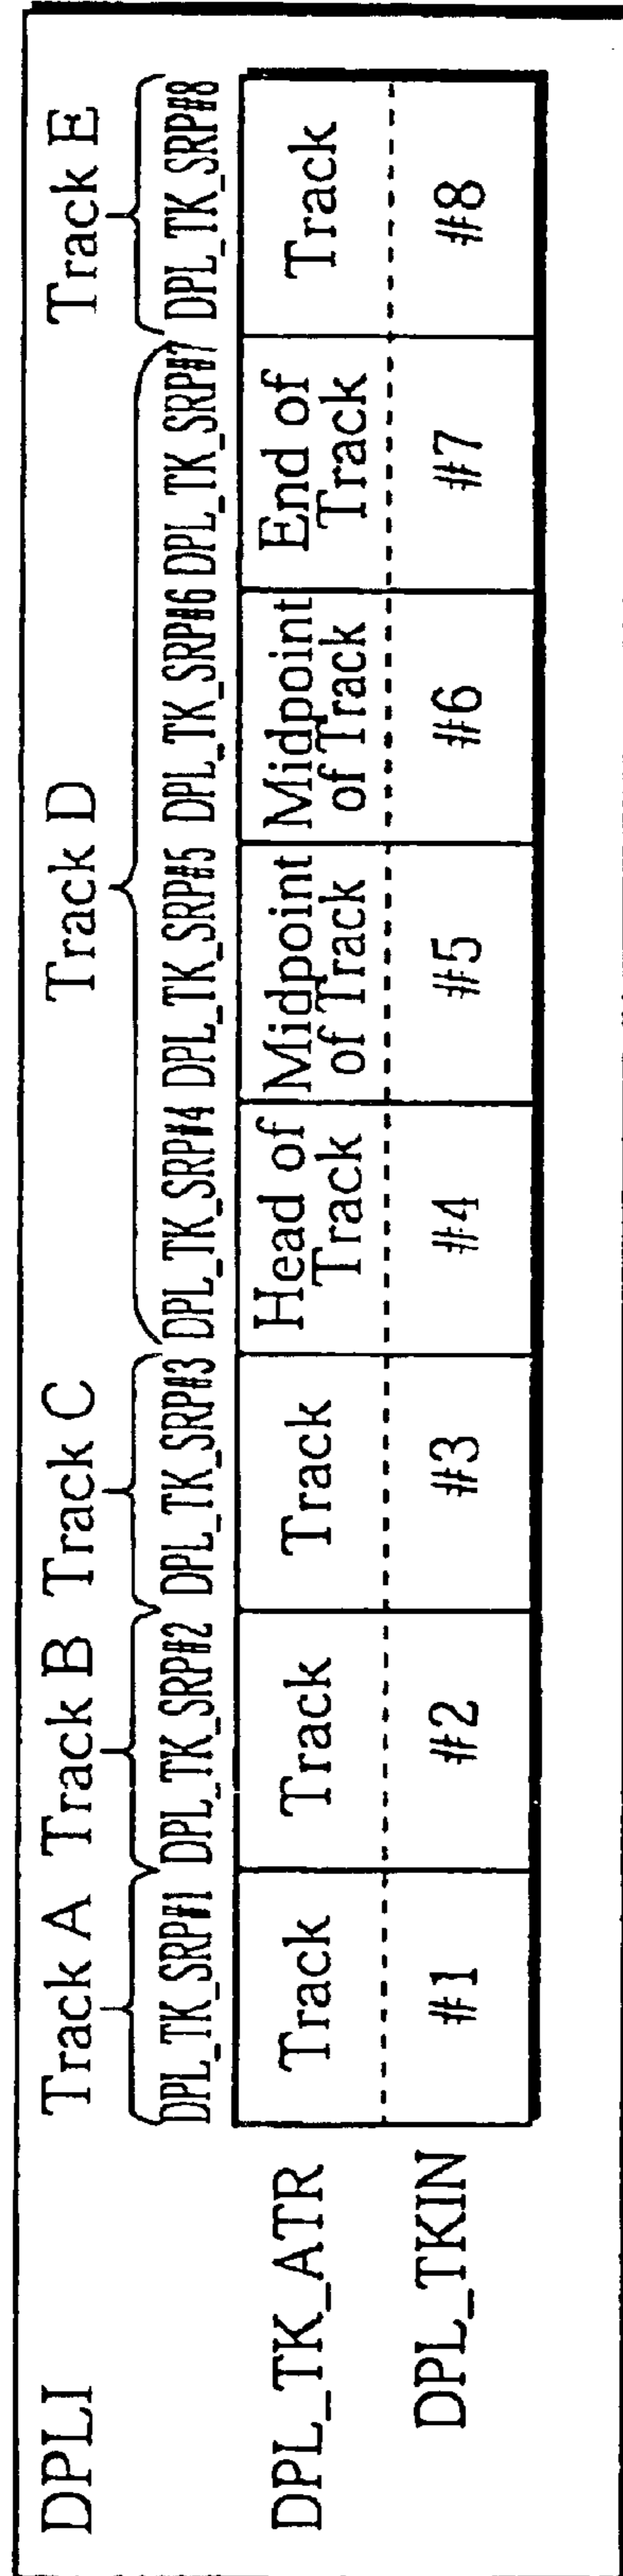 DPLI
Track A Track B Track C Track D Track E
DPL_TK_SRP#1 DPL_TK_SRP#2 DPL_TK_SRP#3 DPL_TK_SRP#4 DPL_TK_SRP#5 DPL_TK_SRP#6 DPL_TK_SRP#7 DPL_TK_SRP#8
DPL_TK_ATR Track Track Track Head of Track Midpoint of Track Midpoint of Track End of Track Track
DPL_TKIN #1 #2 #3 #4 #5 #6 #7 #8